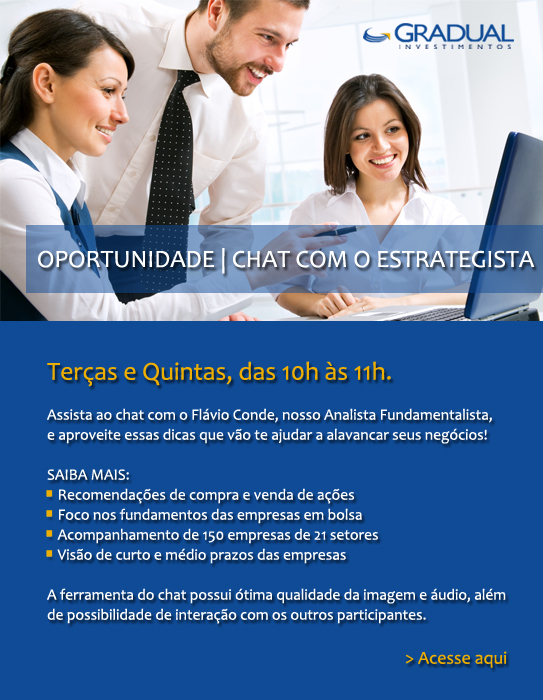 GRADUAL
INVESTIMENTOS
OPORTUNIDADE | CHAT COM O ESTRATEGISTA
Terças e Quintas, das 10h às 11h.
Assista ao chat com o Flávio Conde, nosso Analista Fundamentalista,
e aproveite essas dicas que vão te ajudar a alavancar seus negócios!
SAIBA MAIS:
Recomendações de compra e venda de ações
Foco nos fundamentos das empresas em bolsa
Acompanhamento de 150 empresas de 21 setores
Visão de curto e médio prazos das empresas
A ferramenta do chat possui ótima qualidade da imagem e áudio, além
de possibilidade de interação com os outros participantes.
> Acesse aqui